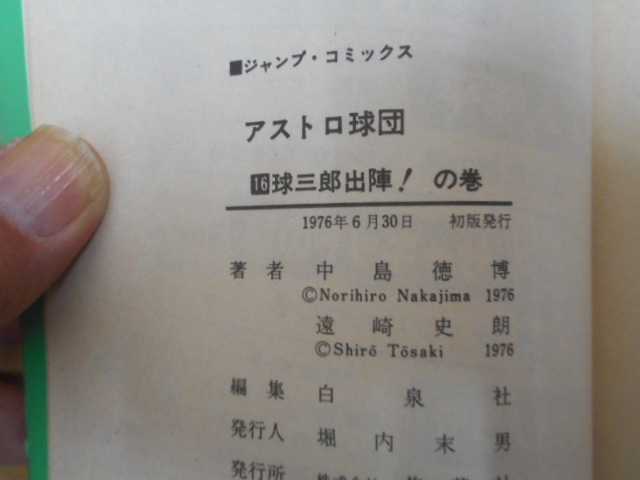 ■ジャンプ・コミックス
アストロ球団
16球三郎出陣! の巻
1976年6月30日 初版発行
著者 中島徳博
©Norihiro Nakajima 1976
遠崎史朗
©Shirō Tōsaki 1976
編集 白泉社
発行人 堀内末男
発行所